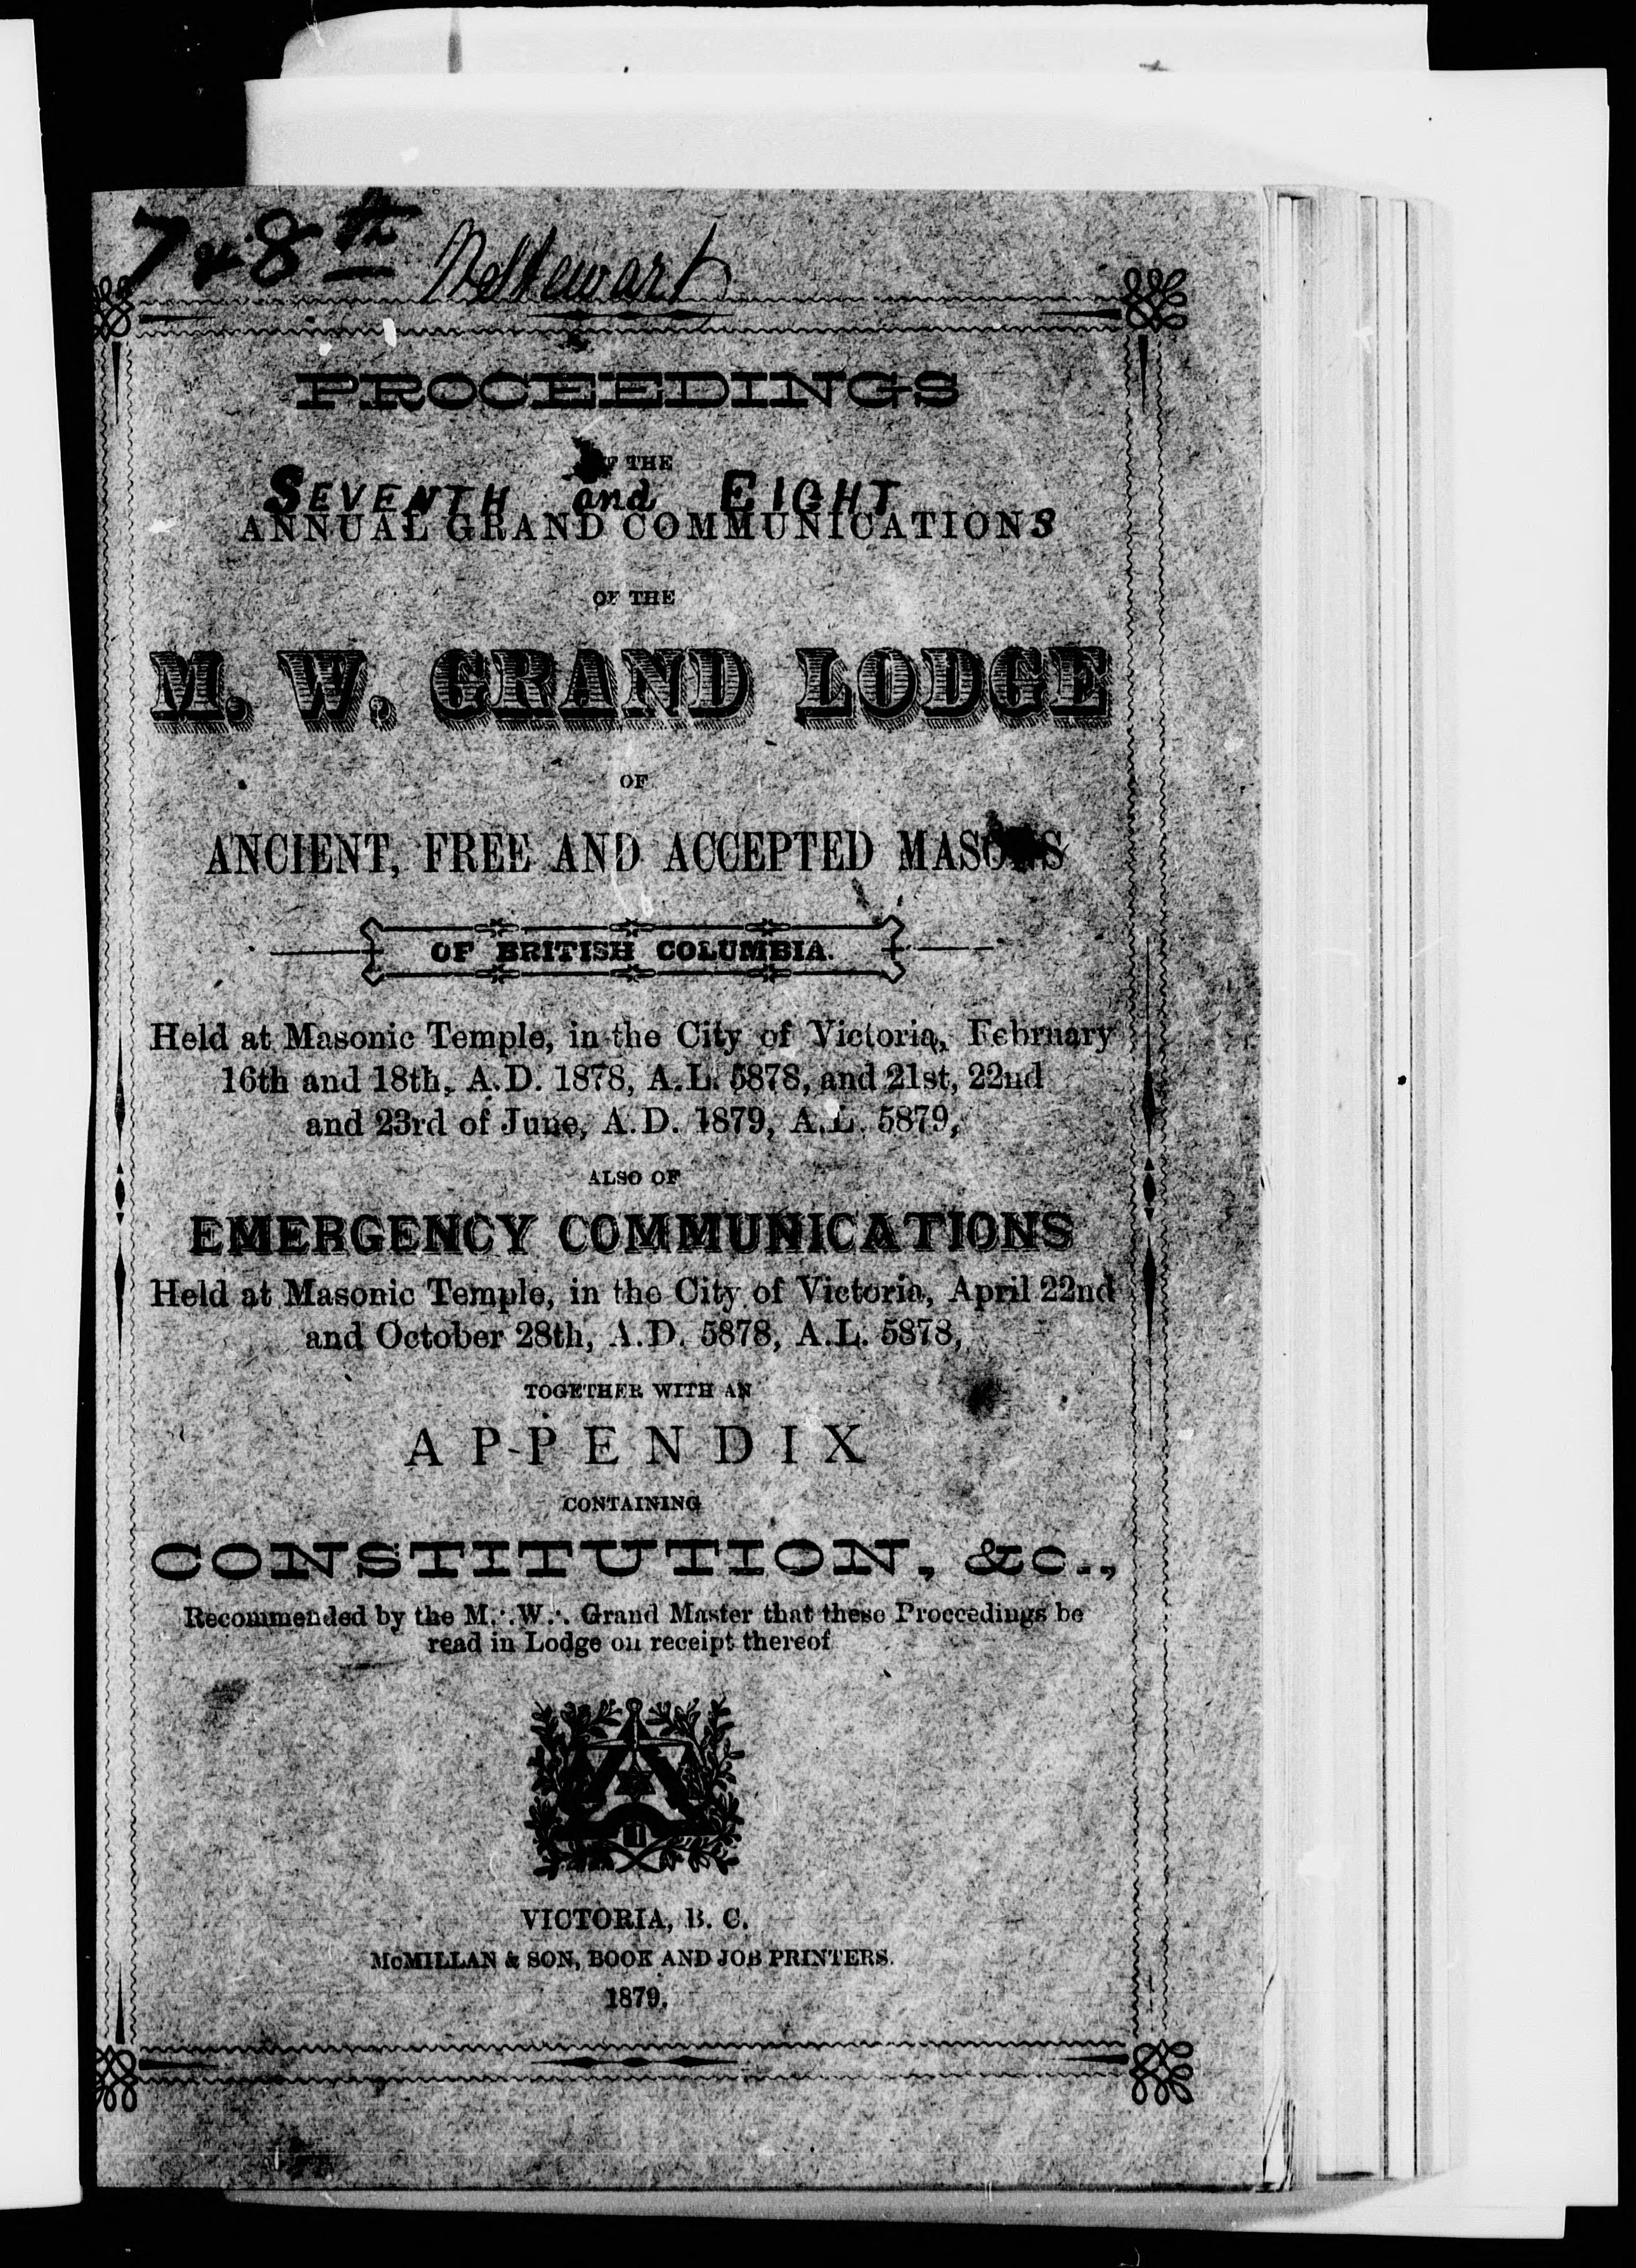 7 & 8th
Stewart
PROCEEDINGS
OF THE
SEVENTH and EIGHT
ANNUAL GRAND COMMUNICATIONS
OF THE
M. W. GRAND LODGE
OF
ANCIENT, FREE AND ACCEPTED MASONS
OF BRITISH COLUMBIA.
Held at Masonic Temple, in the City of Victoria, February
16th and 18th, A.D. 1878, A.L. 5878, and 21st, 22nd
and 23rd of June, A.D. 1879, A.L. 5879,
ALSO OF
EMERGENCY COMMUNICATIONS
Held at Masonic Temple, in the City of Victoria, April 22nd
and October 28th, A.D. 5878, A.L. 5878,
TOGETHER WITH AN
APPENDIX
CONTAINING
CONSTITUTION, &C.,
Recommended by the M∴W∴ Grand Master that these Proceedings be
read in Lodge on receipt thereof
VICTORIA, B. C.
McMILLAN & SON, BOOK AND JOB PRINTERS.
1879.